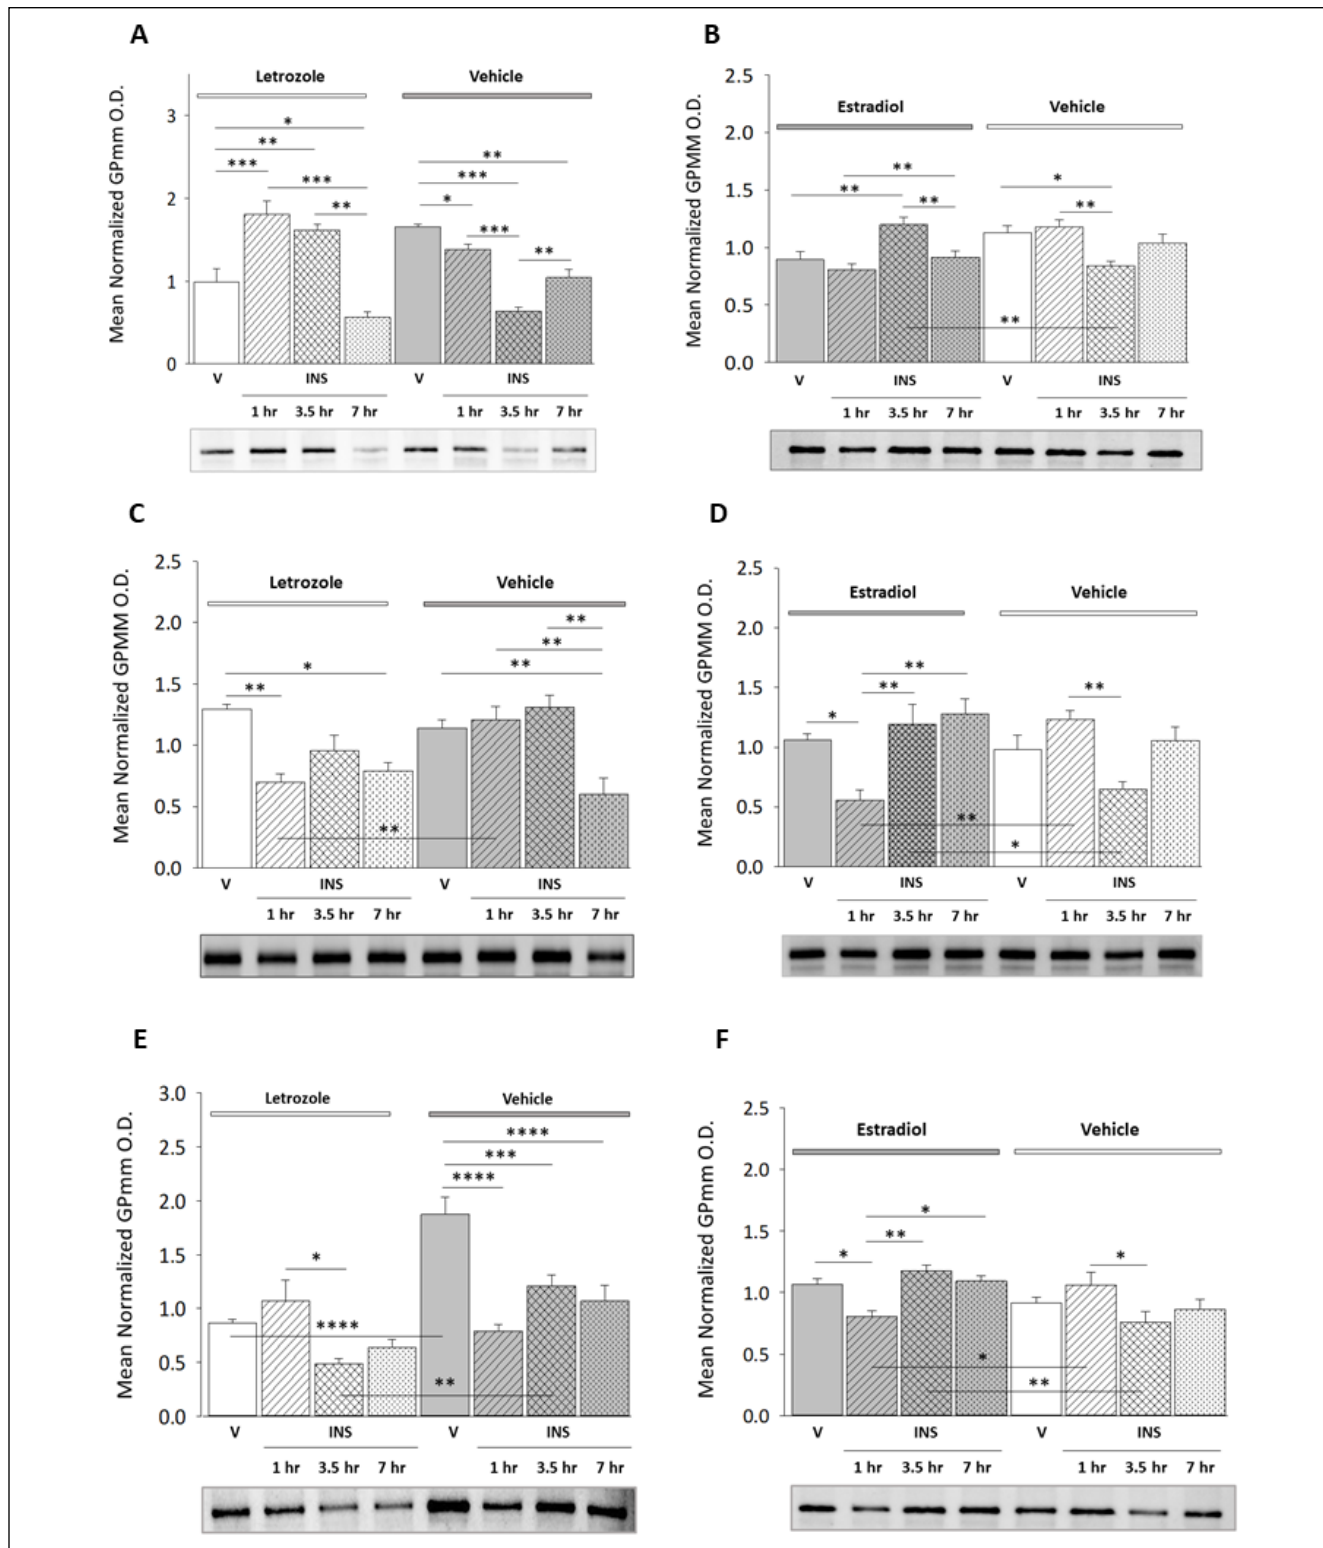 A
Letrozole Vehicle
Mean Normalized GPmm O.D.
3
2
1
0
*
**
***
***
**
**
***
*
***
**
V INS V INS
1 hr 3.5 hr 7 hr 1 hr 3.5 hr 7 hr
B
Estradiol Vehicle
Mean Normalized GPMM O.D.
2.5
2.0
1.5
1.0
0.5
0.0
**
**
**
*
**
**
V INS V INS
1 hr 3.5 hr 7 hr 1 hr 3.5 hr 7 hr
C
Letrozole Vehicle
Mean Normalized GPMM O.D.
2.5
2.0
1.5
1.0
0.5
0.0
*
**
**
**
**
**
V INS V INS
1 hr 3.5 hr 7 hr 1 hr 3.5 hr 7 hr
D
Estradiol Vehicle
Mean Normalized GPMM O.D.
2.5
2.0
1.5
1.0
0.5
0.0
**
**
*
**
**
*
V INS V INS
1 hr 3.5 hr 7 hr 1 hr 3.5 hr 7 hr
E
Letrozole Vehicle
Mean Normalized GPmm O.D.
3.0
2.5
2.0
1.5
1.0
0.5
0.0
****
***
****
*
****
**
V INS V INS
1 hr 3.5 hr 7 hr 1 hr 3.5 hr 7 hr
F
Estradiol Vehicle
Mean Normalized GPmm O.D.
2.5
2.0
1.5
1.0
0.5
0.0
*
**
*
*
*
**
V INS V INS
1 hr 3.5 hr 7 hr 1 hr 3.5 hr 7 hr